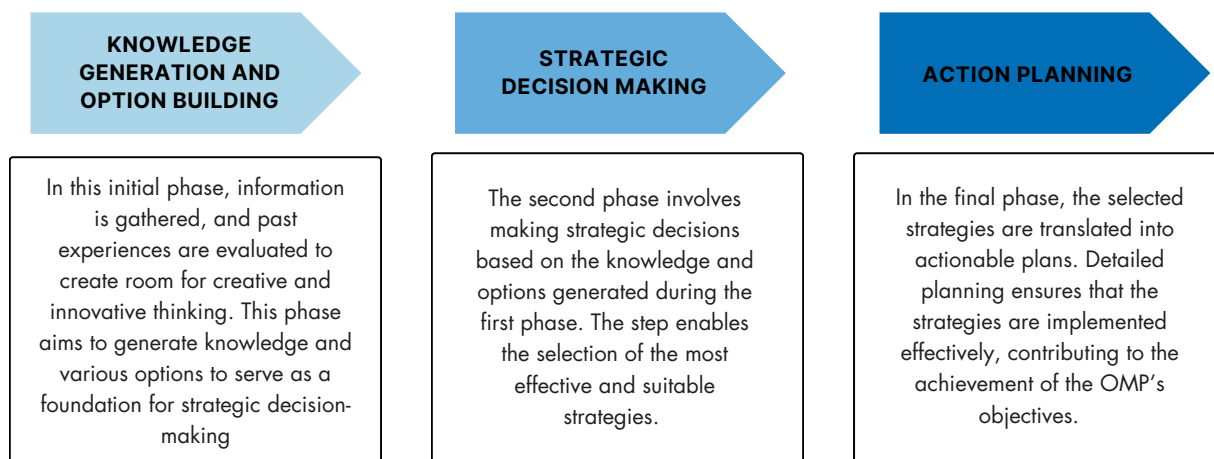 KNOWLEDGE
GENERATION AND
OPTION BUILDING
In this initial phase, information
is gathered, and past
experiences are evaluated to
create room for creative and
innovative thinking. This phase
aims to generate knowledge and
various options to serve as a
foundation for strategic decision-
making
STRATEGIC
DECISION MAKING
The second phase involves
making strategic decisions
based on the knowledge and
options generated during the
first phase. The step enables
the selection of the most
effective and suitable
strategies.
ACTION PLANNING
In the final phase, the selected
strategies are translated into
actionable plans. Detailed
planning ensures that the
strategies are implemented
effectively, contributing to the
achievement of the OMP’s
objectives.